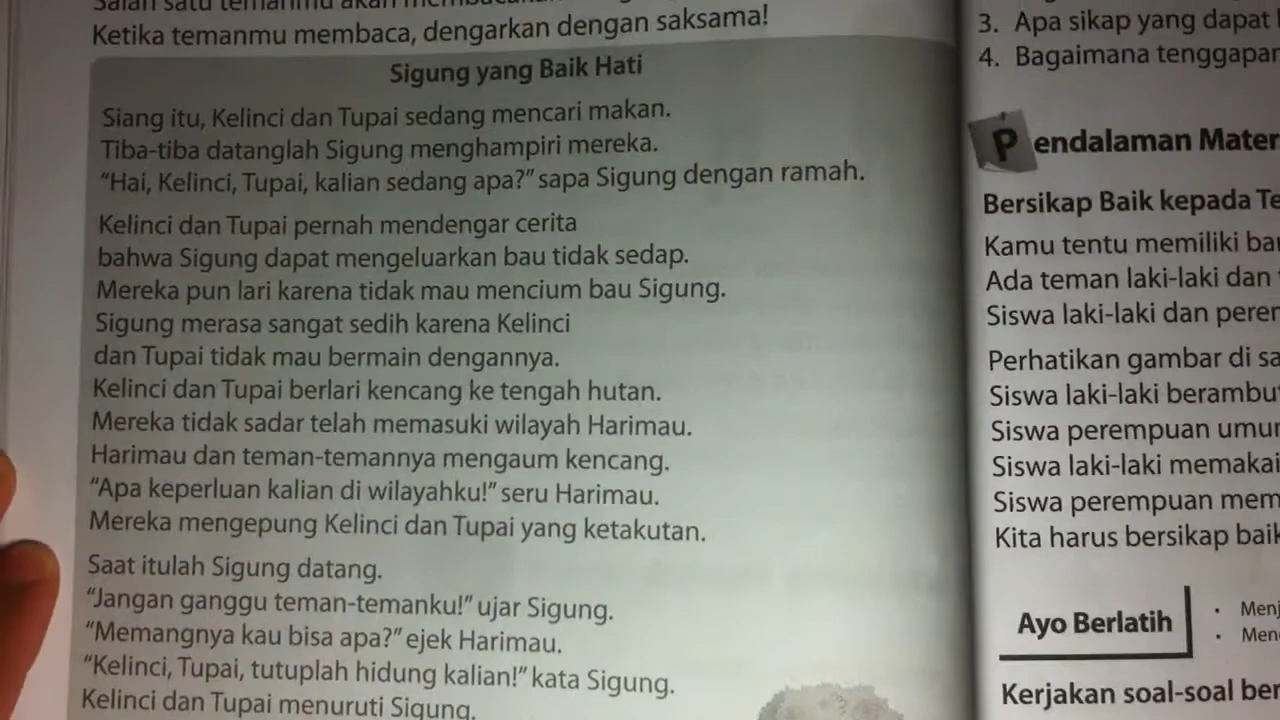 Ketika temanmu membaca, dengarkan dengan saksama!
Sigung yang Baik Hati
Siang itu, Kelinci dan Tupai sedang mencari makan.
Tiba-tiba datanglah Sigung menghampiri mereka.
“Hai, Kelinci, Tupai, kalian sedang apa?” sapa Sigung dengan ramah.
Kelinci dan Tupai pernah mendengar cerita
bahwa Sigung dapat mengeluarkan bau tidak sedap.
Mereka pun lari karena tidak mau mencium bau Sigung.
Sigung merasa sangat sedih karena Kelinci
dan Tupai tidak mau bermain dengannya.
Kelinci dan Tupai berlari kencang ke tengah hutan.
Mereka tidak sadar telah memasuki wilayah Harimau.
Harimau dan teman-temannya mengaum kencang.
“Apa keperluan kalian di wilayahku!” seru Harimau.
Mereka mengepung Kelinci dan Tupai yang ketakutan.
Saat itulah Sigung datang.
“Jangan ganggu teman-temanku!” ujar Sigung.
“Memangnya kau bisa apa?” ejek Harimau.
“Kelinci, Tupai, tutuplah hidung kalian!” kata Sigung.
Kelinci dan Tupai menuruti Sigung.
3. Apa sikap yang dapat
4. Bagaimana tenggapan
Pendalaman Mater
Bersikap Baik kepada Te
Kamu tentu memiliki
Ada teman laki-laki dan
Siswa laki-laki dan
Perhatikan gambar di
Siswa laki-laki
Siswa perempuan
Siswa laki-laki memakai
Siswa perempuan mem
Kita harus bersikap baik
Ayo Berlatih
• Menj
• Men
Kerjakan soal-soal ber